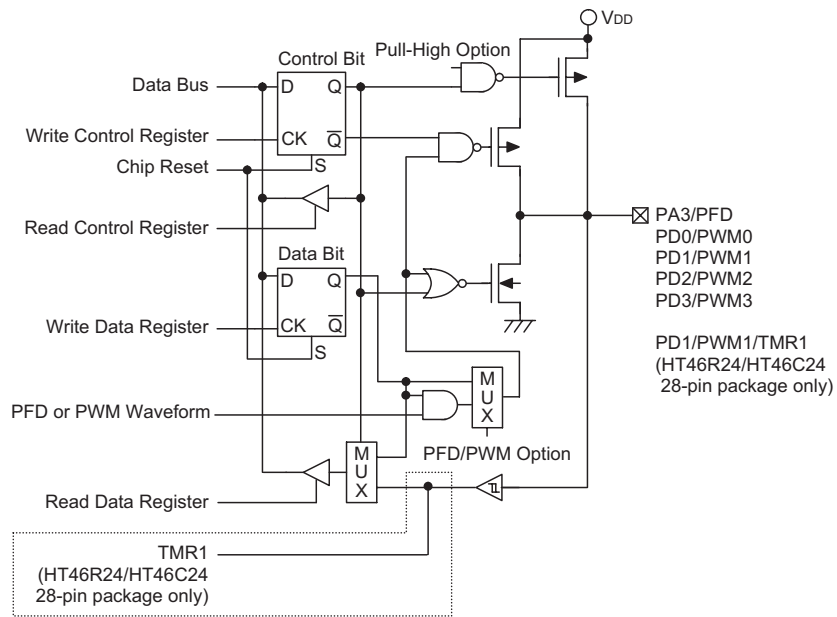 VDD
Control Bit
Pull-High Option
Data Bus
D
Q
Write Control Register
CK
Q
Chip Reset
S
PA3/PFD
PD0/PWM0
PD1/PWM1
PD2/PWM2
PD3/PWM3
Read Control Register
Data Bit
D
Q
Write Data Register
CK
Q
S
PD1/PWM1/TMR1
(HT46R24/HT46C24
28-pin package only)
M
U
X
PFD or PWM Waveform
PFD/PWM Option
M
U
X
Read Data Register
TMR1
(HT46R24/HT46C24
28-pin package only)